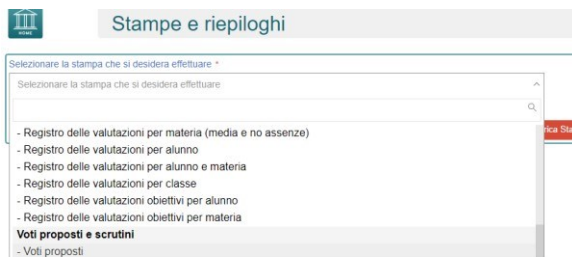 HOME
Stampe e riepiloghi
Selezionare la stampa che si desidera effettuare *
Selezionare la stampa che si desidera effettuare
rica Sta
- Registro delle valutazioni per materia (media e no assenze)
- Registro delle valutazioni per alunno
- Registro delle valutazioni per alunno e materia
- Registro delle valutazioni per classe
- Registro delle valutazioni obiettivi per alunno
- Registro delle valutazioni obiettivi per materia
Voti proposti e scrutini
- Voti proposti